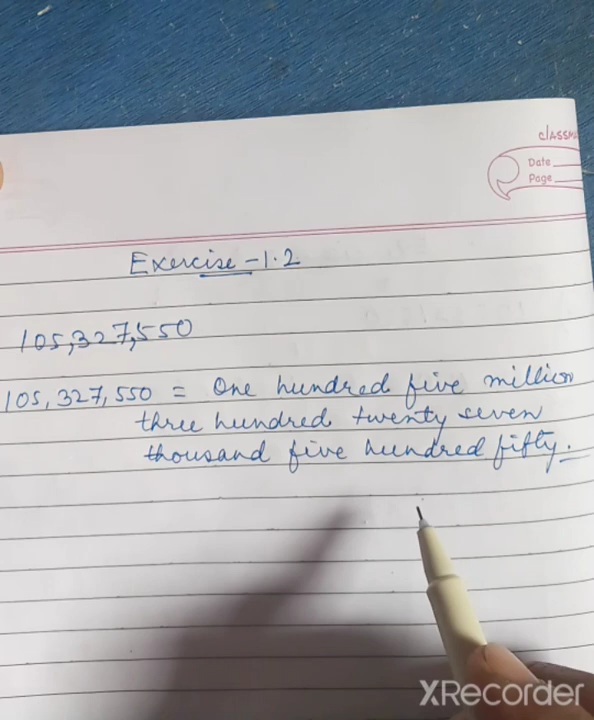 Date
Page
Exercise - 1.2
105,327,550
105,327,550 = One hundred five million
three hundred twenty seven
thousand five hundred fifty.
XRecorder